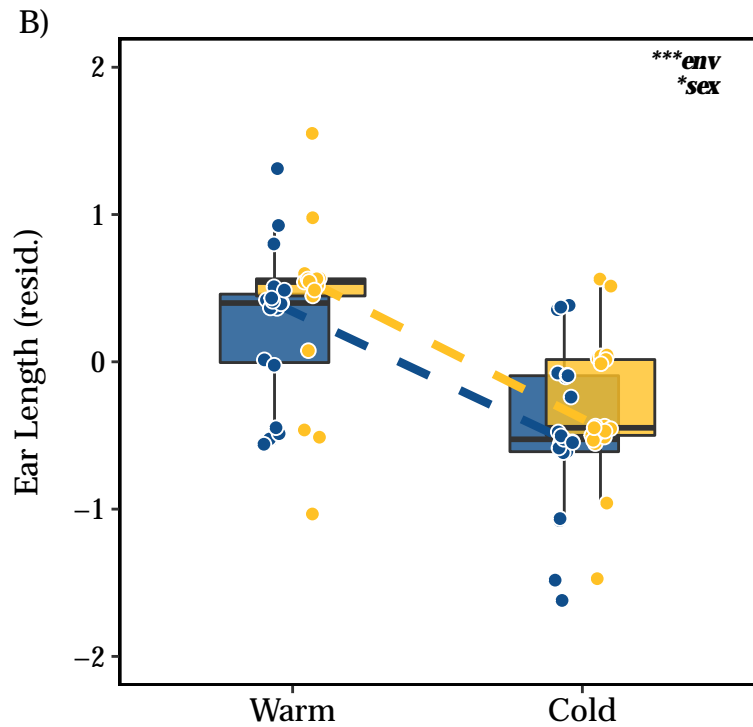 B)
***env
*sex
Ear Length (resid.)
2
1
0
−1
−2
Warm
Cold